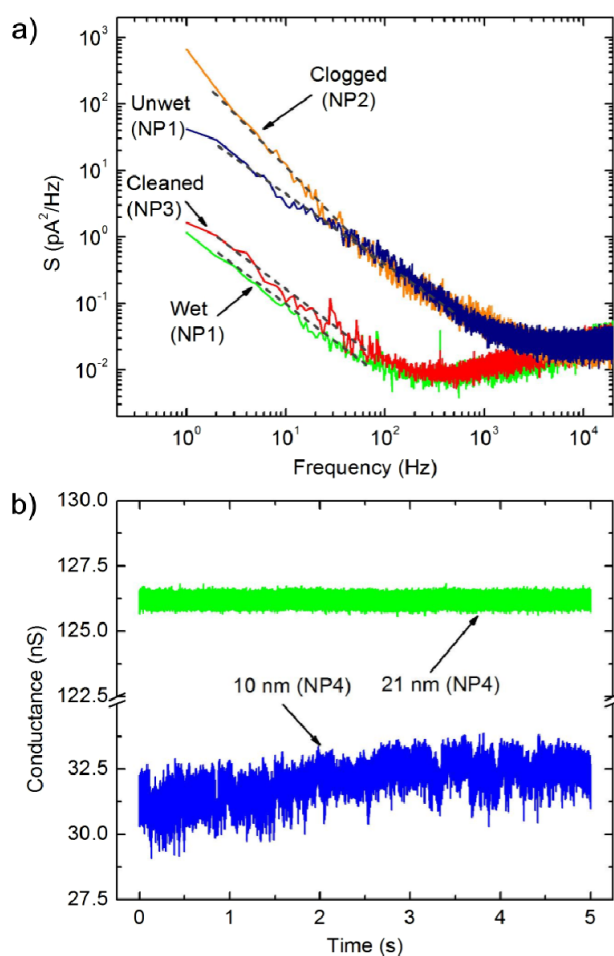 a)
10³
10²
10¹
10⁰
10⁻¹
10⁻²
S (pA²/Hz)
Clogged
(NP2)
Unwet
(NP1)
Cleaned
(NP3)
Wet
(NP1)
10⁰ 10¹ 10² 10³ 10⁴
Frequency (Hz)
b)
130.0
127.5
125.0
122.5
32.5
30.0
27.5
Conductance (nS)
10 nm (NP4)
21 nm (NP4)
0 1 2 3 4 5
Time (s)